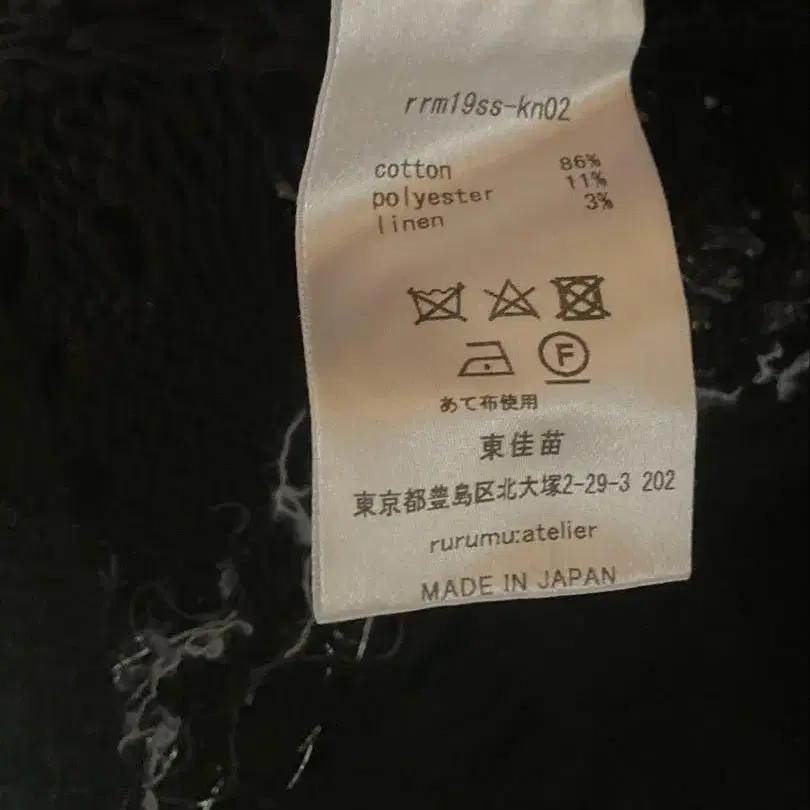 rrm19ss-kn02
cotton 86%
polyester 11%
linen 3%
F
あて布使用
東佳苗
東京都豊島区北大塚2-29-3 202
rurumu:atelier
MADE IN JAPAN